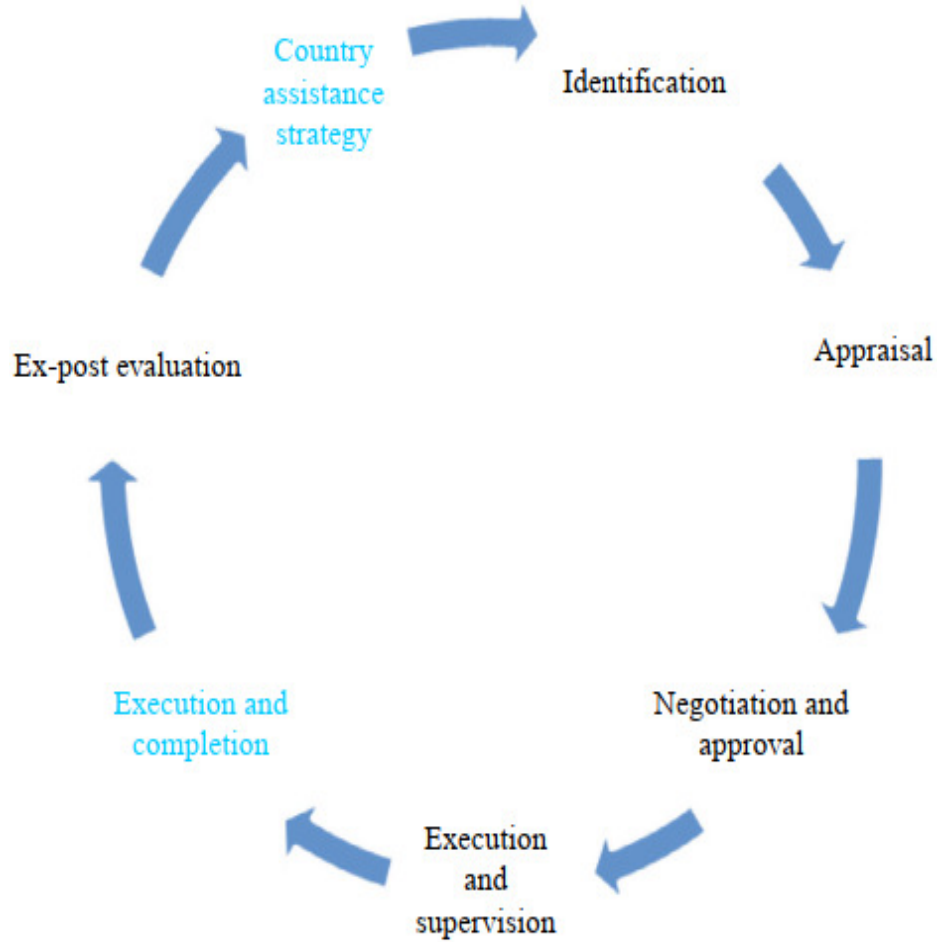 Country
assistance
strategy
Identification
Appraisal
Negotiation and
approval
Execution
and
supervision
Execution and
completion
Ex-post evaluation